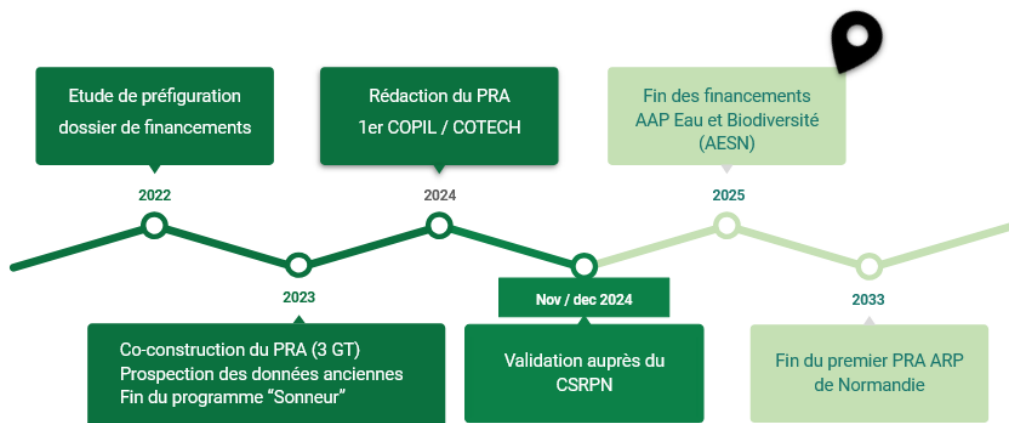 Etude de préfiguration
dossier de financements
2022
2023
Co-construction du PRA (3 GT)
Prospection des données anciennes
Fin du programme “Sonneur”
Rédaction du PRA
1er COPIL / COTECH
2024
Nov / dec 2024
Validation auprès du
CSRPN
Fin des financements
AAP Eau et Biodiversité
(AESN)
2025
2033
Fin du premier PRA ARP
de Normandie